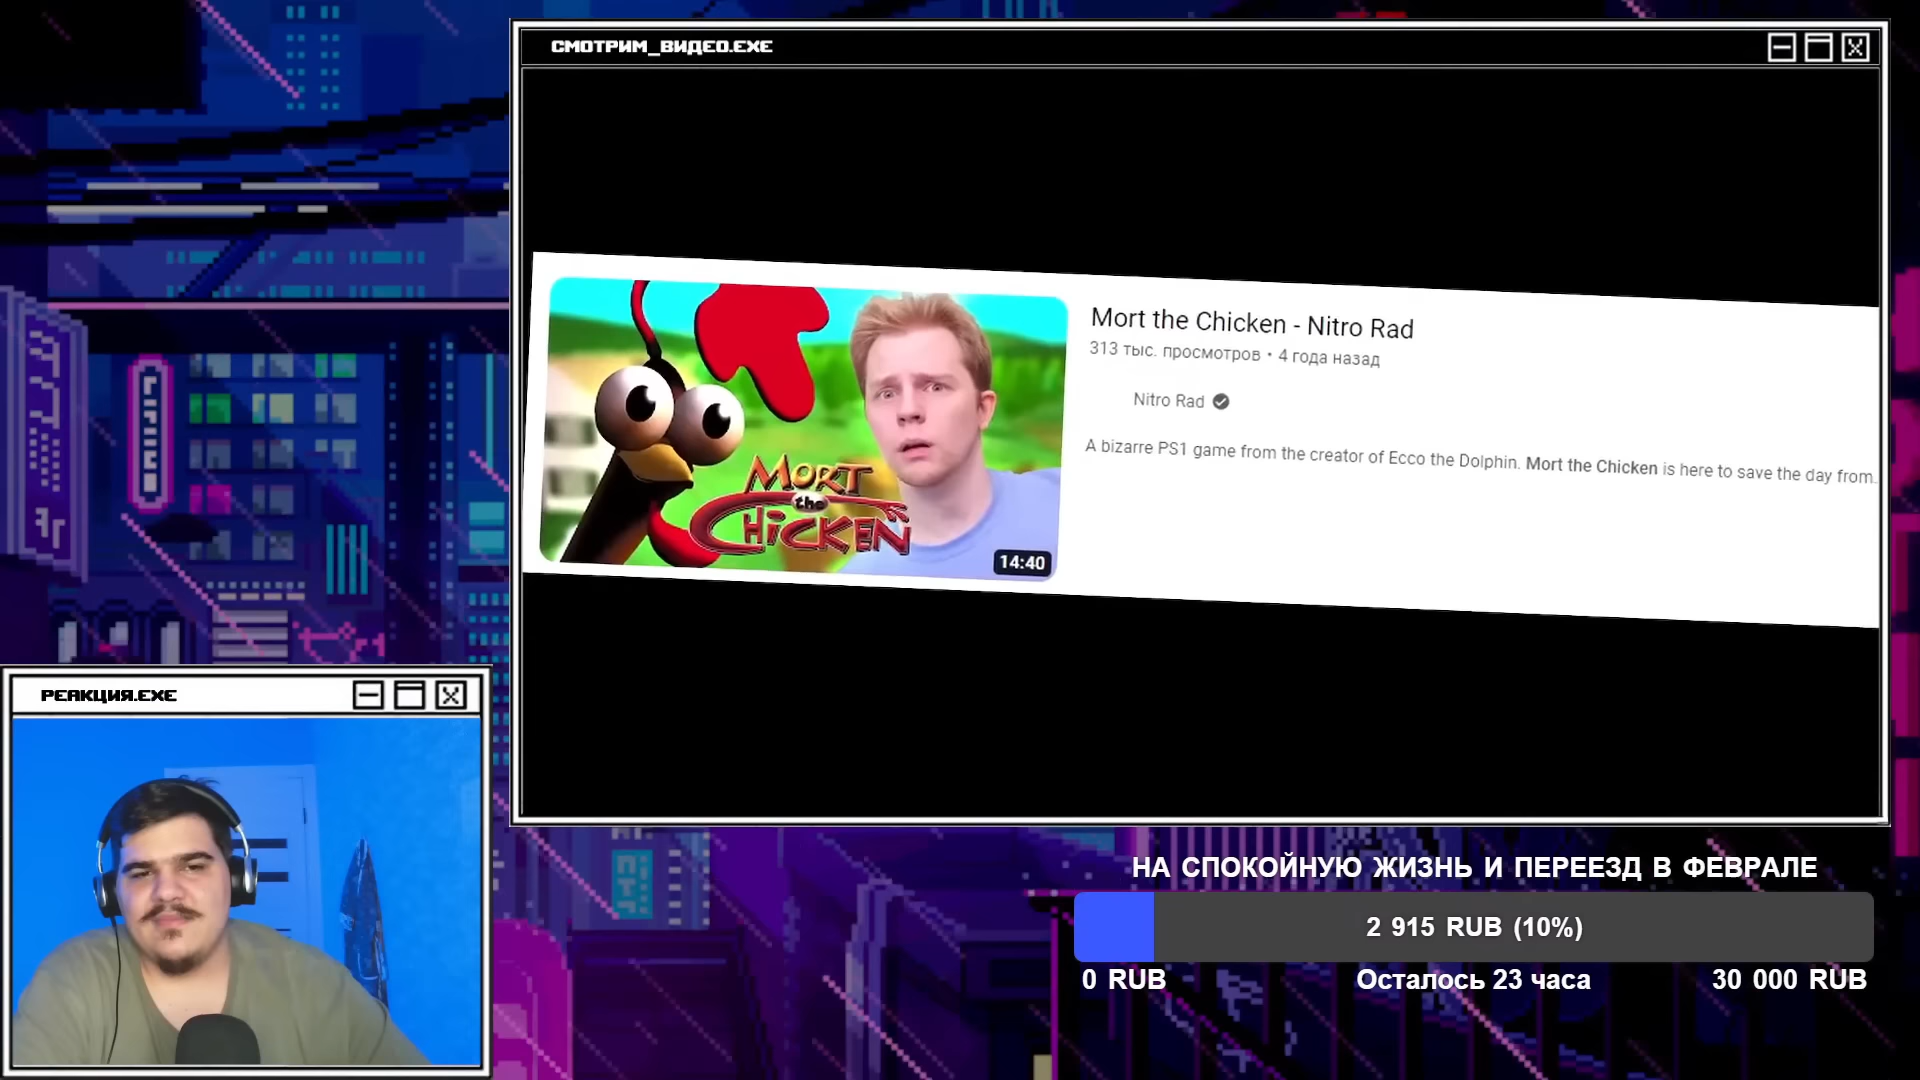 СМОТРИМ_ВИДЕО.EXE
Mort the Chicken - Nitro Rad
313 тыс. просмотров • 4 года назад
Nitro Rad
A bizarre PS1 game from the creator of Ecco the Dolphin. Mort the Chicken is here to save the day from.
MORT
the
CHICKEN
14:40
РЕАКЦИЯ.EXE
НА СПОКОЙНУЮ ЖИЗНЬ И ПЕРЕЕЗД В ФЕВРАЛЕ
2 915 RUB (10%)
0 RUB
Осталось 23 часа
30 000 RUB